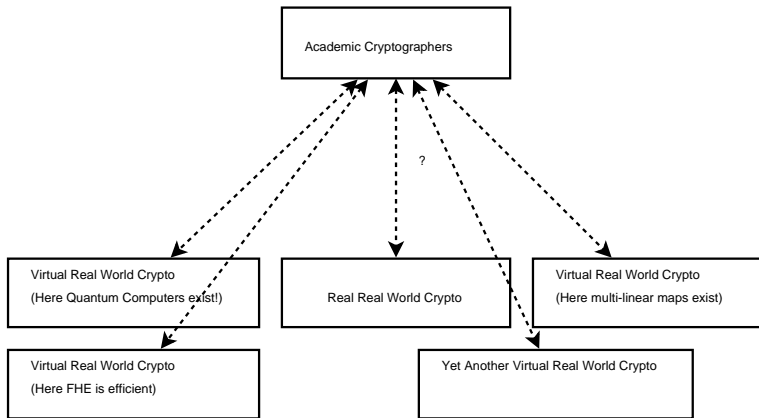 Academic Cryptographers
?
Virtual Real World Crypto
(Here Quantum Computers exist!)
Real Real World Crypto
Virtual Real World Crypto
(Here multi-linear maps exist)
Virtual Real World Crypto
(Here FHE is efficient)
Yet Another Virtual Real World Crypto